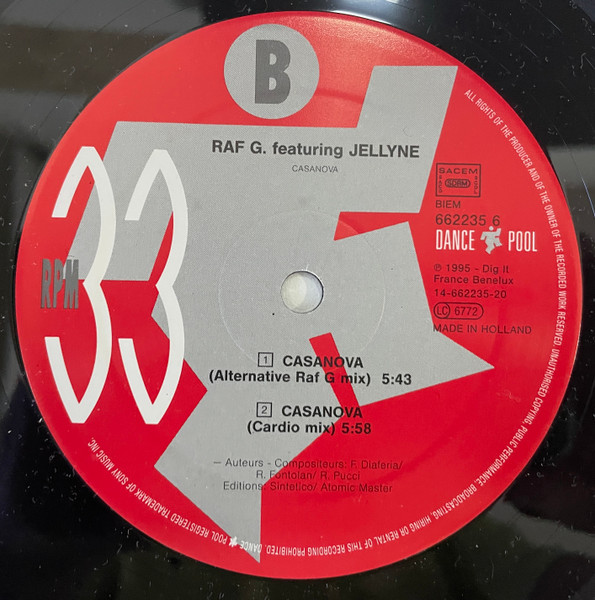 B
RAF G. featuring JELLYNE
CASANOVA
SACEM
SACD
SDRM
SGDL
BIEM
662235 6
DANCE POOL
℗ 1995 - Dig It
France Benelux
14-662235-20
LC 6772
MADE IN HOLLAND
33
RPM
1 CASANOVA
(Alternative Raf G mix) 5:43
2 CASANOVA
(Cardio mix) 5:58
— Auteurs - Compositeurs: F. Diaferia/
R. Fontolan/ R. Pucci
Editions: Sintetico/ Atomic Master
ALL RIGHTS OF THE PRODUCER AND OF THE OWNER OF THE RECORDED WORK RESERVED. UNAUTHORISED COPYING, PUBLIC PERFORMANCE, BROADCASTING, HIRING OR RENTAL OF THIS RECORDING PROHIBITED. DANCE POOL REGISTERED TRADEMARK OF SONY MUSIC INC.